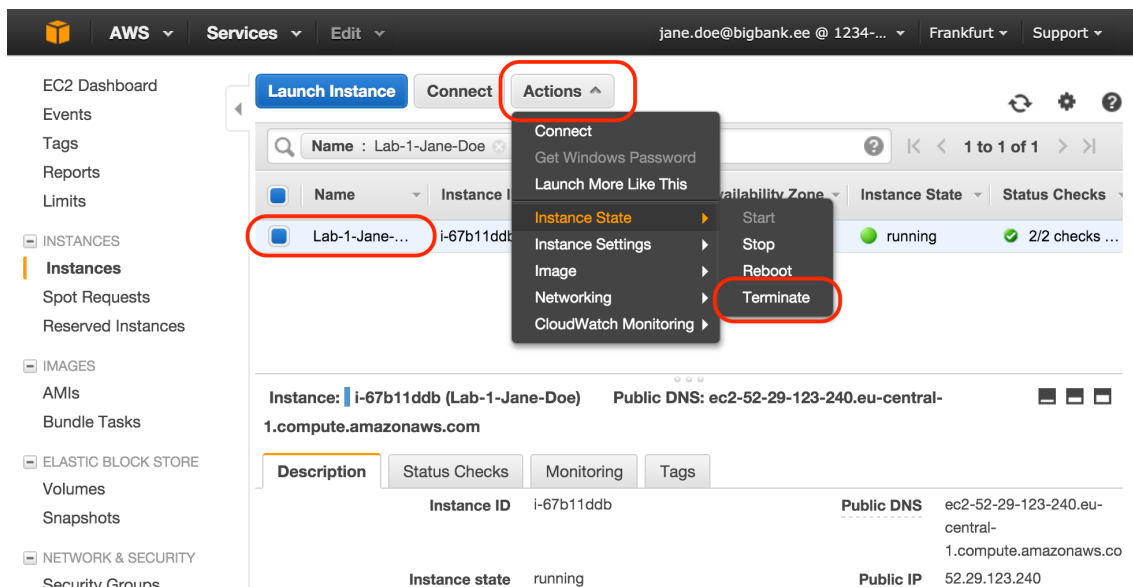 AWS Services Edit jane.doe@bigbank.ee @ 1234-... Frankfurt Support
EC2 Dashboard
Events
Tags
Reports
Limits
INSTANCES
Instances
Spot Requests
Reserved Instances
IMAGES
AMIs
Bundle Tasks
ELASTIC BLOCK STORE
Volumes
Snapshots
NETWORK & SECURITY
Security Groups
Launch Instance Connect Actions
Name : Lab-1-Jane-Doe 1 to 1 of 1
Name Instance I Availability Zone Instance State Status Checks
Lab-1-Jane-... i-67b11ddb running 2/2 checks ...
Connect
Get Windows Password
Launch More Like This
Instance State
Instance Settings
Image
Networking
CloudWatch Monitoring
Start
Stop
Reboot
Terminate
Instance: i-67b11ddb (Lab-1-Jane-Doe) Public DNS: ec2-52-29-123-240.eu-central-
1.compute.amazonaws.com
Description Status Checks Monitoring Tags
Instance ID i-67b11ddb Public DNS ec2-52-29-123-240.eu-
central-
1.compute.amazonaws.co
Instance state running Public IP 52.29.123.240